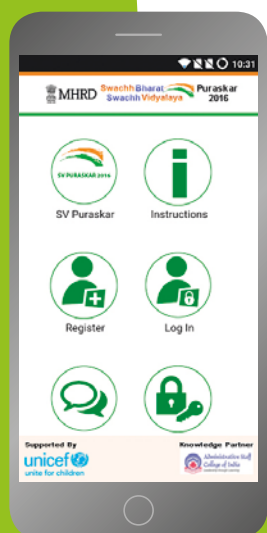 10:31
MHRD Swachh Bharat Swachh Vidyalaya Puraskar 2016
SV PURASKAR 2016
SV Puraskar Instructions
Register Log In
Supported By Knowledge Partner
unicef
unite for children
Administrative Staff
College of India